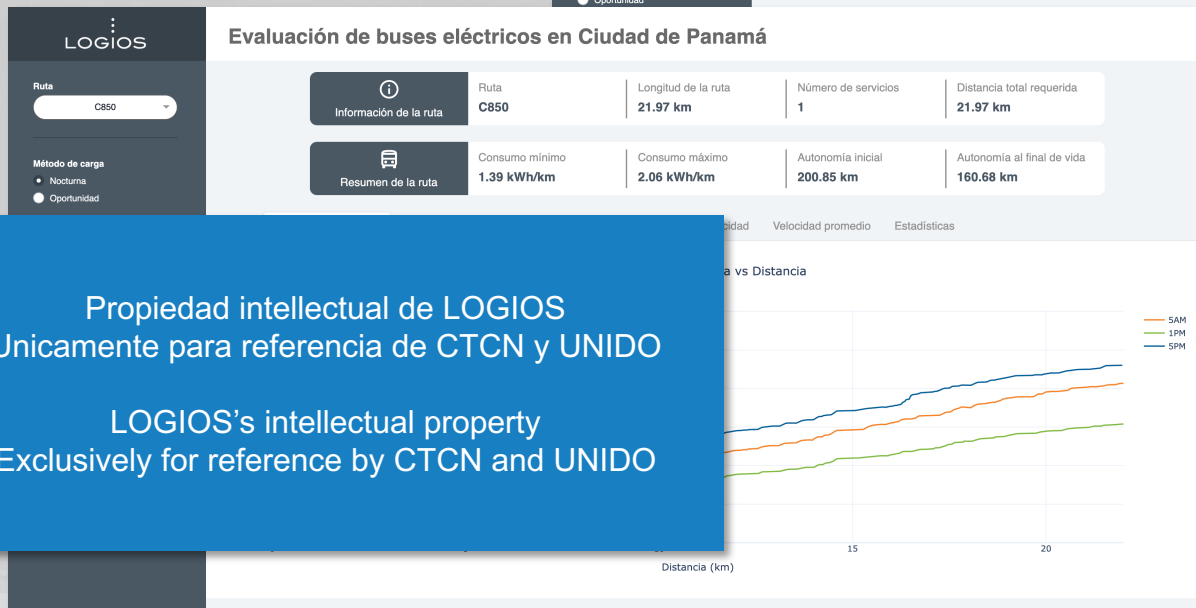 Oportunidad
LOGIOS
Evaluación de buses eléctricos en Ciudad de Panamá
Ruta
C850
Método de carga
Nocturna
Oportunidad
Información de la ruta
Ruta
C850
Longitud de la ruta
21.97 km
Número de servicios
1
Distancia total requerida
21.97 km
Resumen de la ruta
Consumo mínimo
1.39 kWh/km
Consumo máximo
2.06 kWh/km
Autonomía inicial
200.85 km
Autonomía al final de vida
160.68 km
Velocidad promedio
Estadísticas
vs Distancia
5AM
1PM
5PM
15
20
Distancia (km)
Propiedad intellectual de LOGIOS
Unicamente para referencia de CTCN y UNIDO
LOGIOS's intellectual property
Exclusively for reference by CTCN and UNIDO